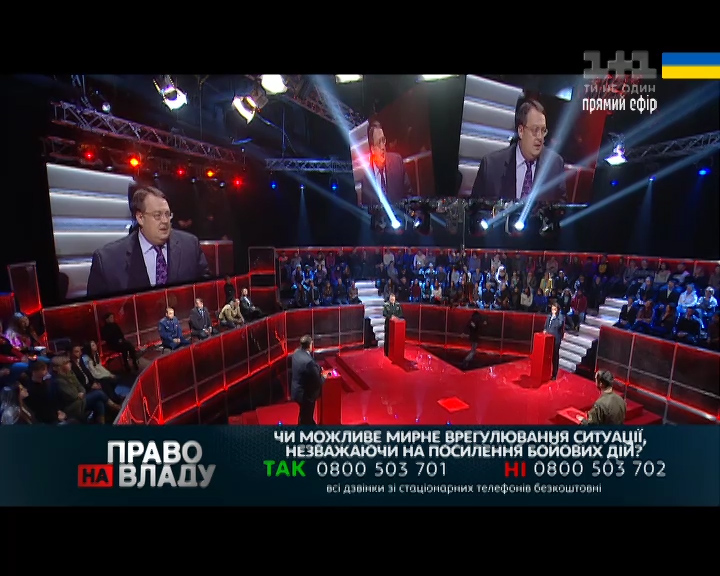 1+1
ТИ НЕ ОДИН
ПРЯМИЙ ЕФІР
ПРАВО
НА ВЛАДУ
ЧИ МОЖЛИВЕ МИРНЕ ВРЕГУЛЮВАННЯ СИТУАЦІЇ,
НЕЗВАЖАЮЧИ НА ПОСИЛЕННЯ БОЙОВИХ ДІЙ?
ТАК 0800 503 701 НІ 0800 503 702
всі дзвінки зі стаціонарних телефонів безкоштовні